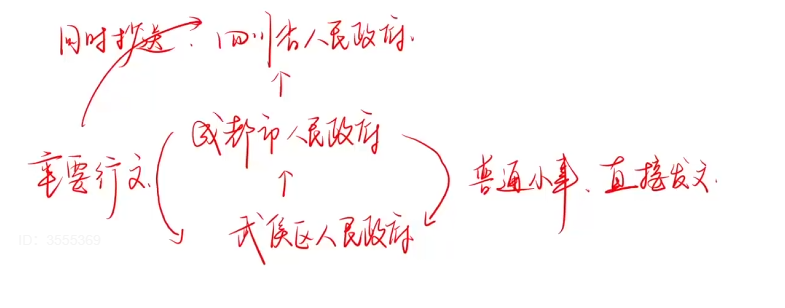 同时抄送：四川省人民政府.
↑
成都市人民政府
重要行文.
↑
普通小事、直接发文.
武侯区人民政府.
ID：3555369